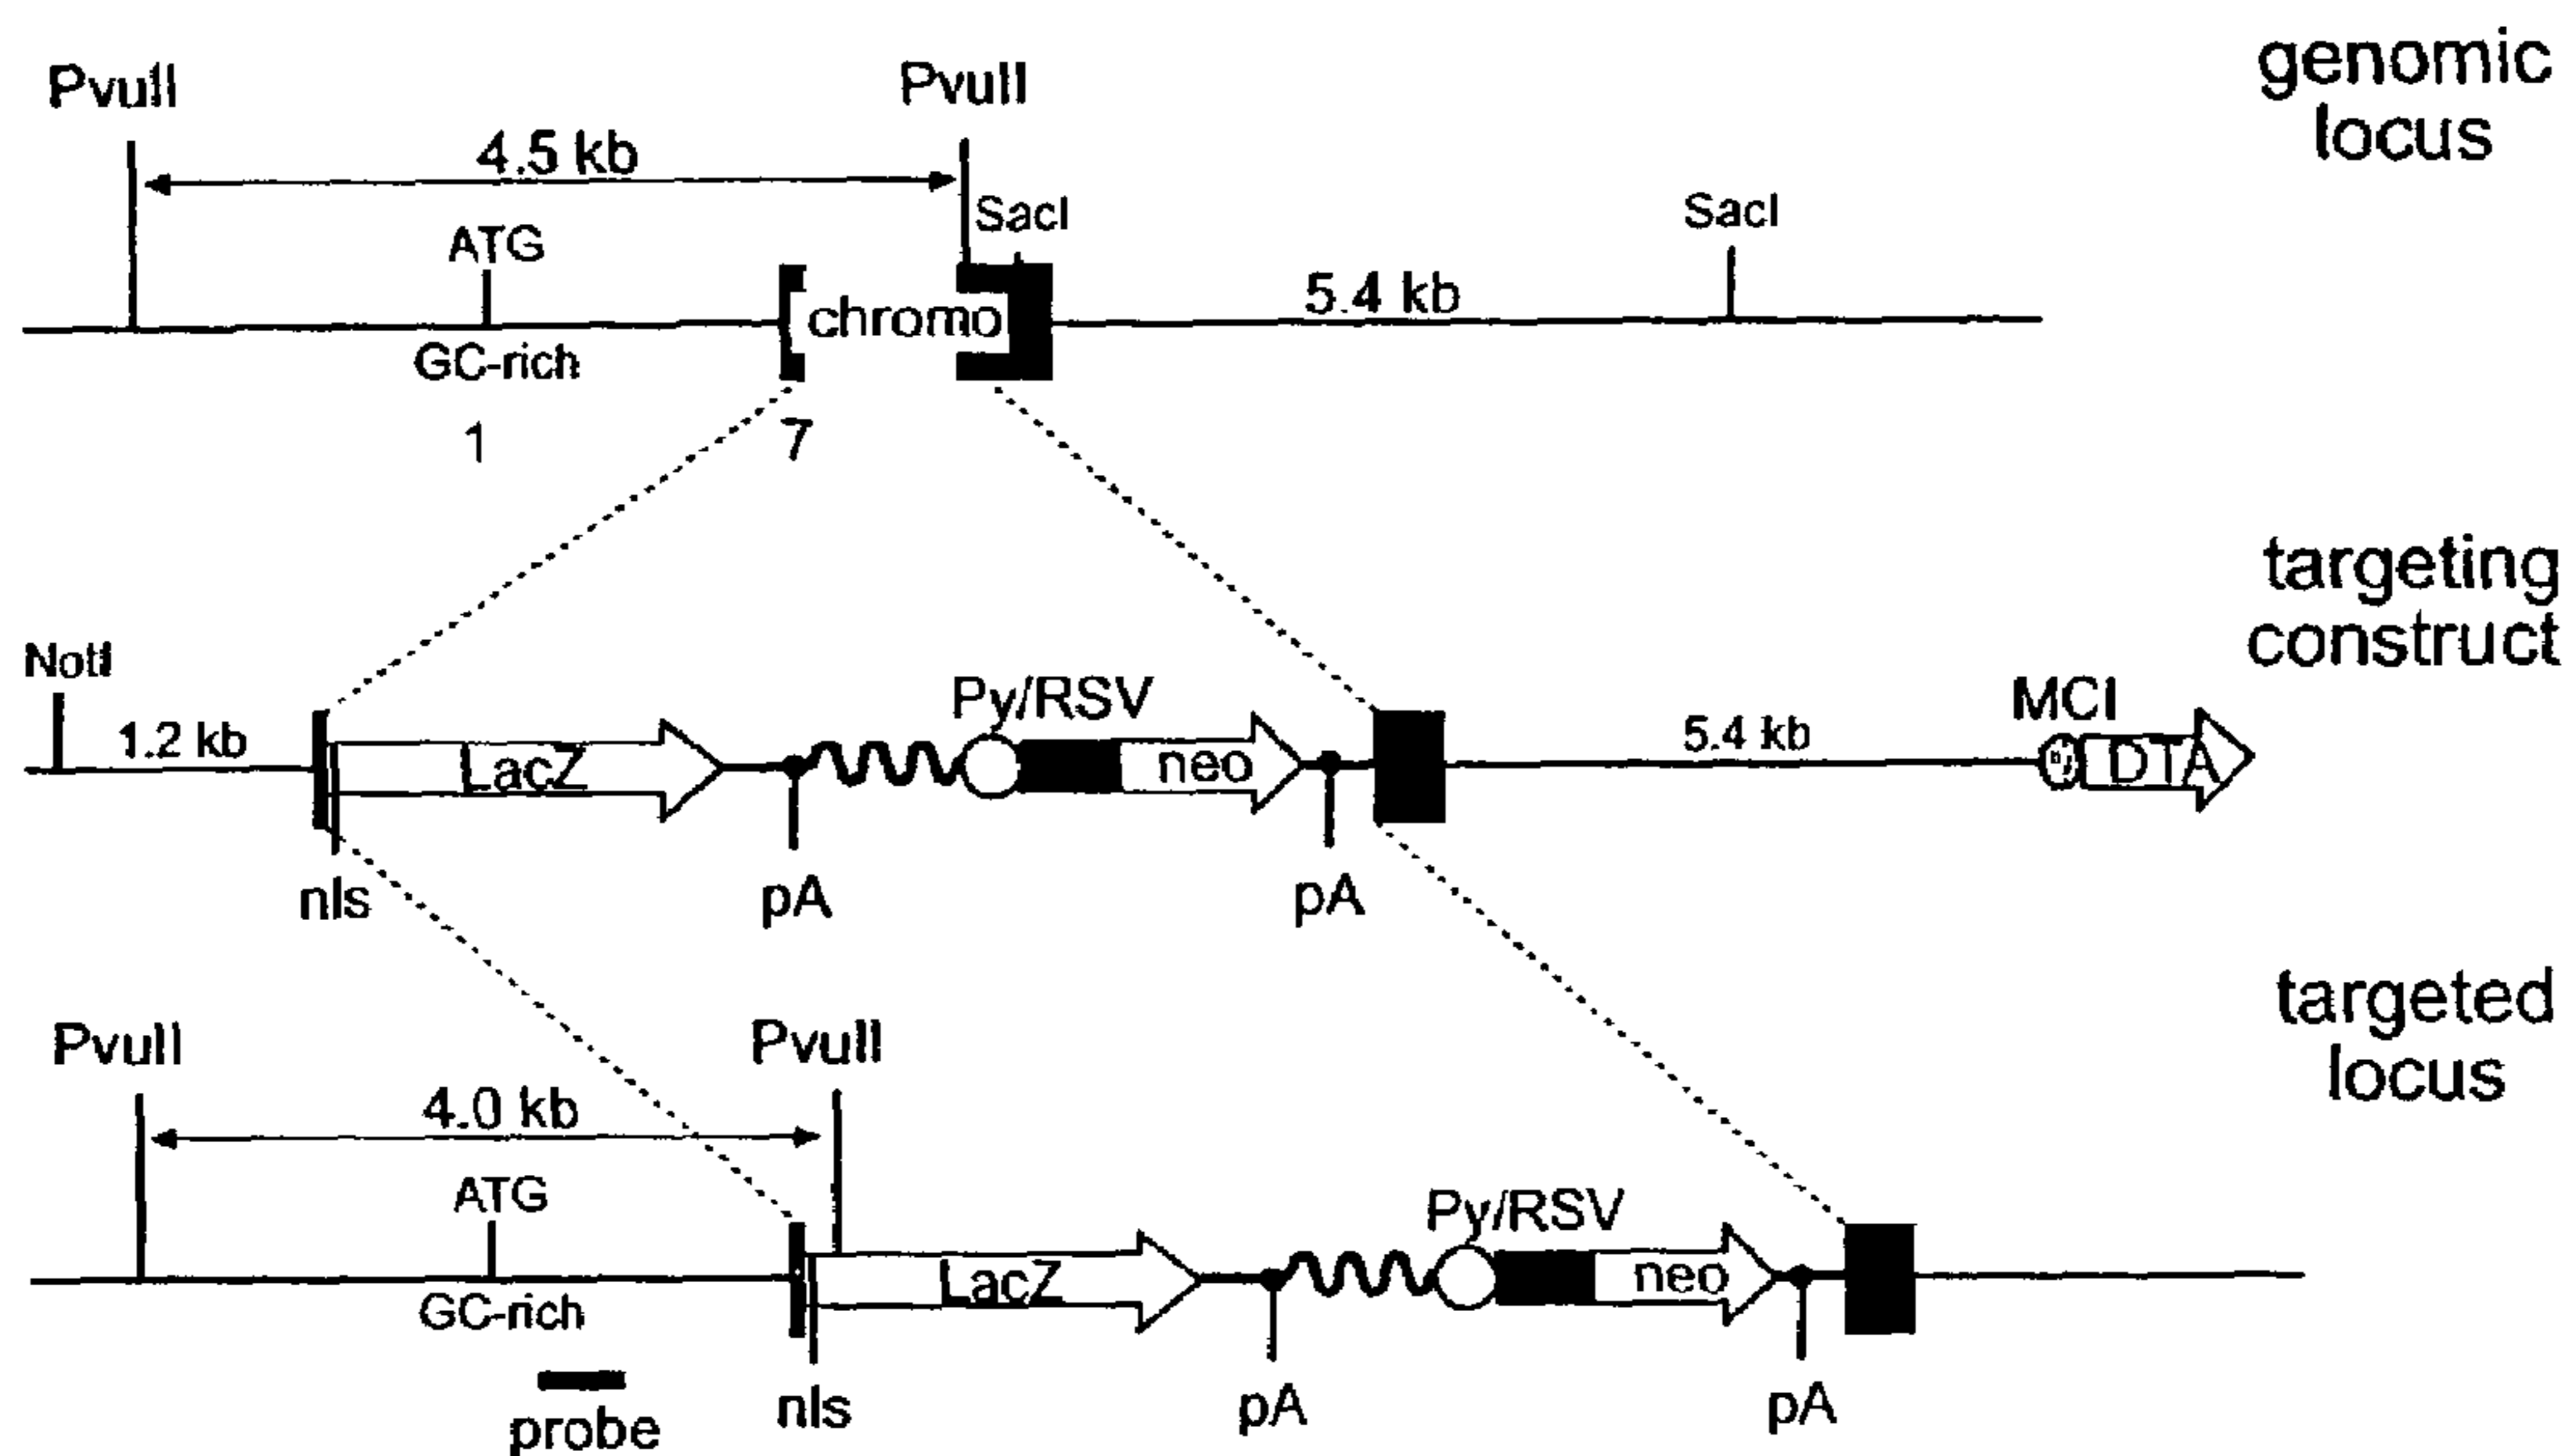 PvuII
PvuII
genomic
locus
4.5 kb
SacI
SacI
ATG
chromo
5.4 kb
GC-rich
1
7
targeting
construct
NotI
1.2 kb
Py/RSV
MCI
LacZ
neo
5.4 kb
DTA
nls
pA
pA
targeted
locus
PvuII
PvuII
4.0 kb
ATG
Py/RSV
GC-rich
LacZ
neo
probe
nls
pA
pA